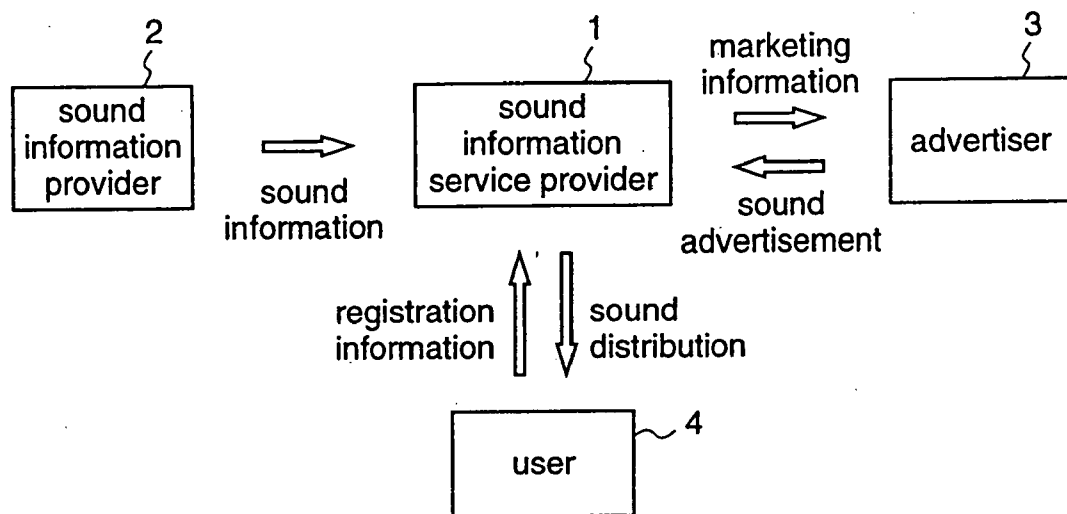 2
1
3
sound
information
provider
sound
information
sound
information
service provider
marketing
information
sound
advertisement
advertiser
registration
information
sound
distribution
user
4